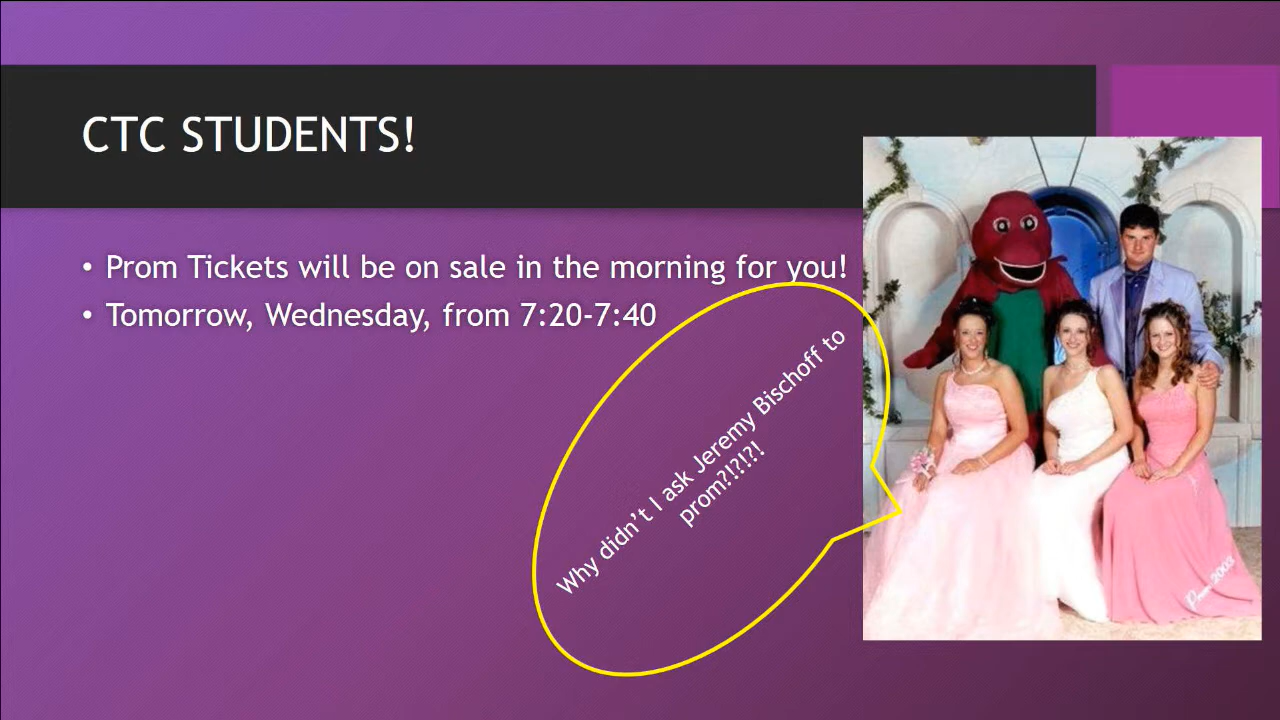 CTC STUDENTS!
• Prom Tickets will be on sale in the morning for you!
• Tomorrow, Wednesday, from 7:20-7:40
Why didn't I ask Jeremy Bischoff to
prom?!?!?!
Prom 2003